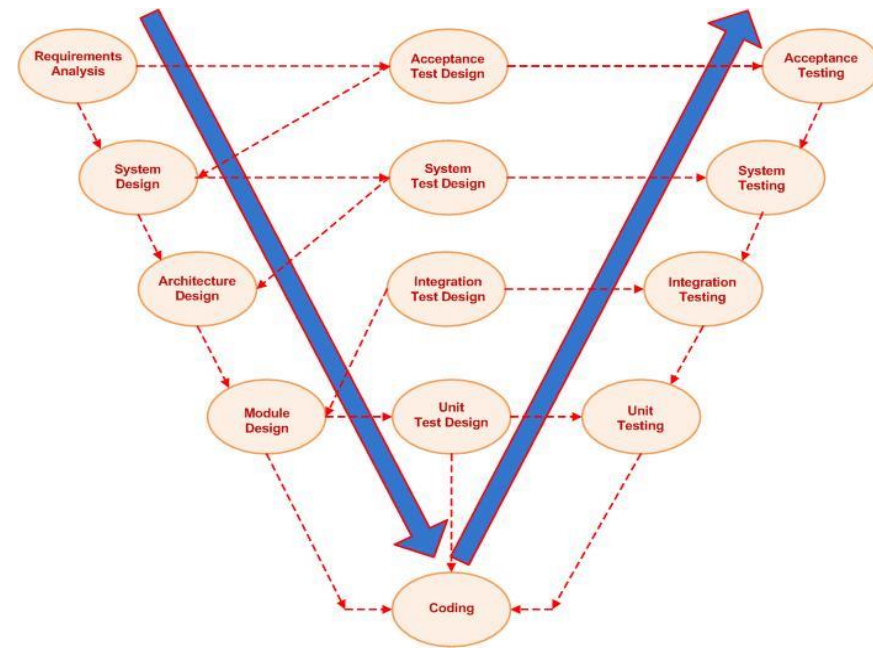 Requirements
Analysis
Acceptance
Test Design
Acceptance
Testing
System
Design
System
Test Design
System
Testing
Architecture
Design
Integration
Test Design
Integration
Testing
Module
Design
Unit
Test Design
Unit
Testing
Coding